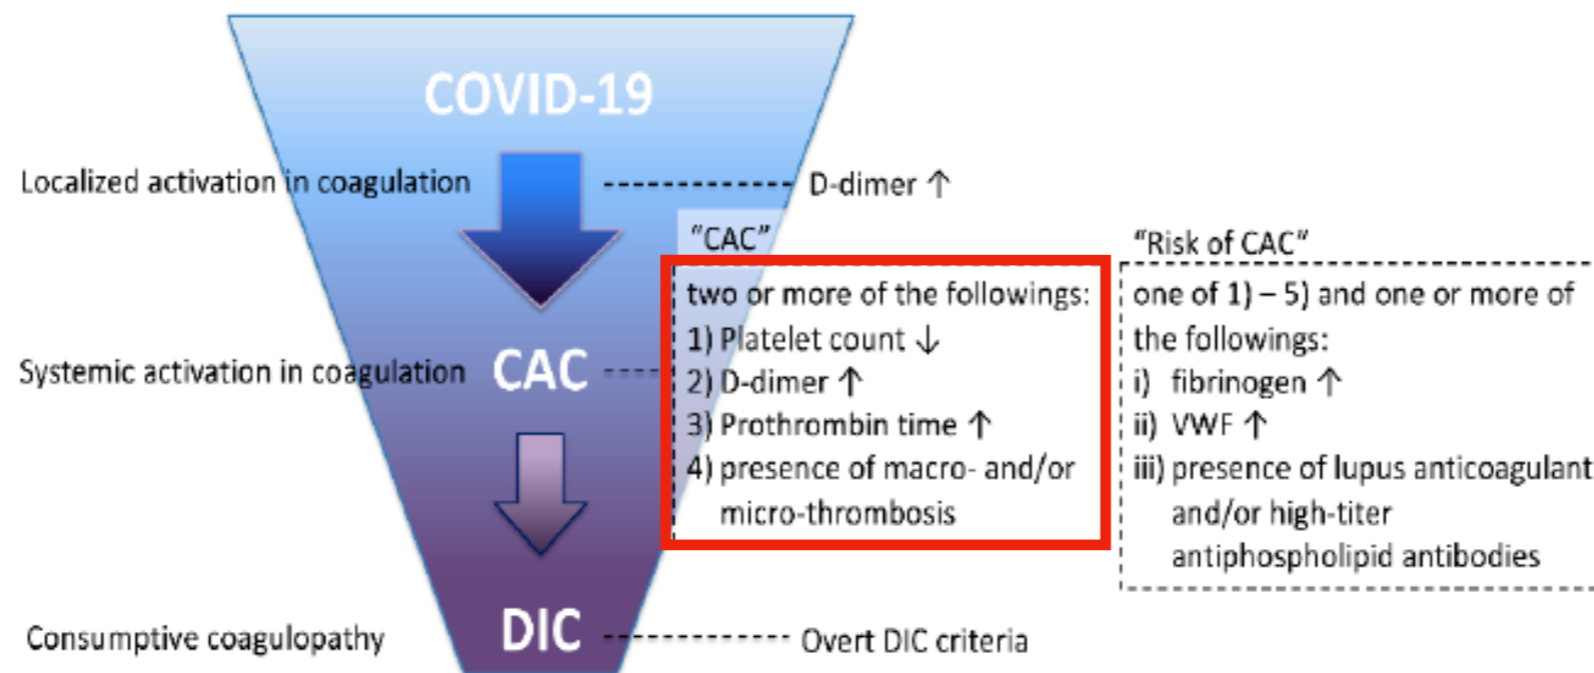 COVID-19
Localized activation in coagulation
D-dimer ↑
"CAC"
two or more of the followings:
1) Platelet count ↓
2) D-dimer ↑
3) Prothrombin time ↑
4) presence of macro- and/or
micro-thrombosis
"Risk of CAC"
one of 1) – 5) and one or more of
the followings:
i) fibrinogen ↑
ii) VWF ↑
iii) presence of lupus anticoagulant
and/or high-titer
antiphospholipid antibodies
Systemic activation in coagulation
CAC
Consumptive coagulopathy
DIC
Overt DIC criteria